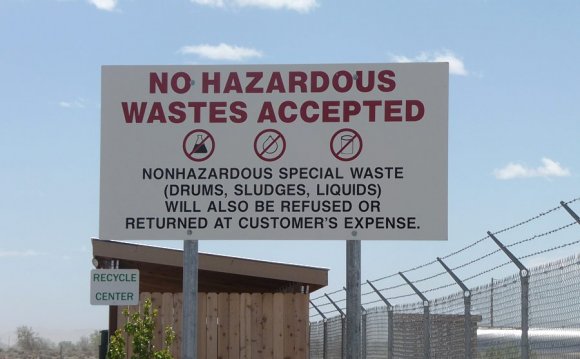 NO HAZARDOUS
WASTES ACCEPTED
NONHAZARDOUS SPECIAL WASTE
(DRUMS, SLUDGES, LIQUIDS)
WILL ALSO BE REFUSED OR
RETURNED AT CUSTOMER'S EXPENSE.
RECYCLE
CENTER